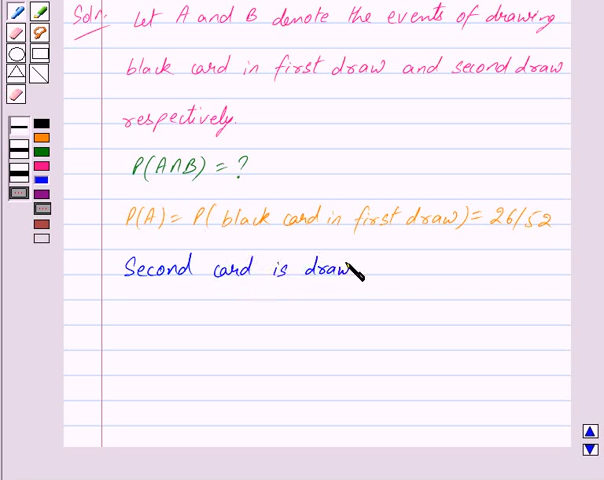 Soln: Let A and B denote the events of drawing
black card in first draw and second draw
respectively.
P(A∩B) = ?
P(A) = P( black card in first draw) = 26/52
Second card is draw